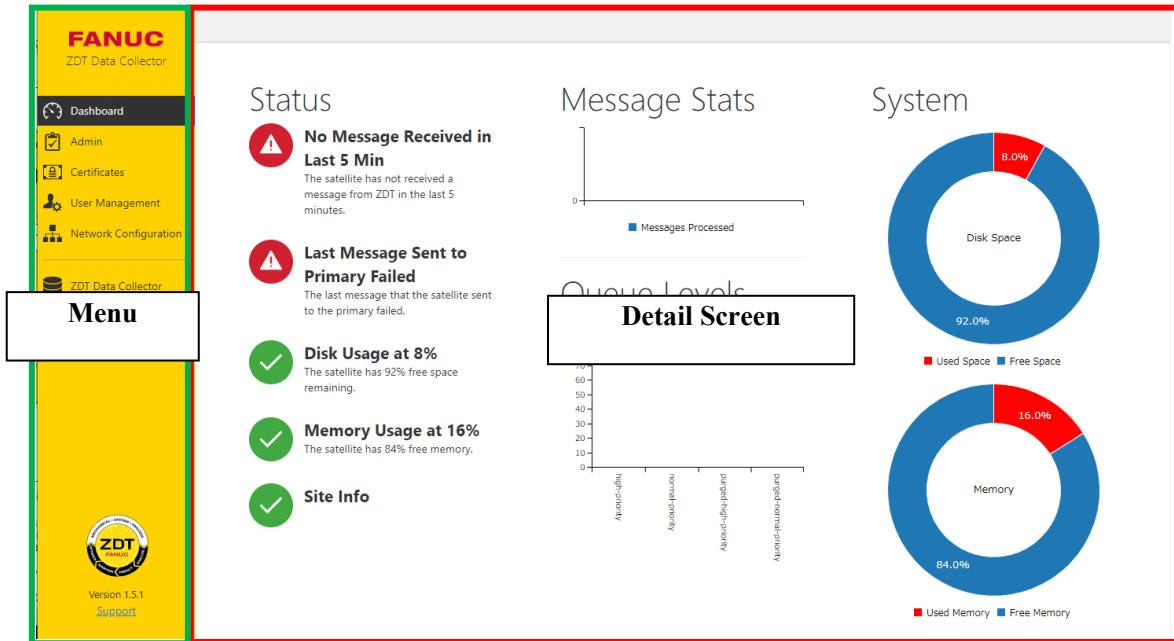 FANUC
ZDT Data Collector
Dashboard
Admin
Certificates
User Management
Network Configuration
ZDT Data Collector
Menu
ZDT
FANUC
Version 1.5.1
Support
Status
No Message Received in
Last 5 Min
The satellite has not received a
message from ZDT in the last 5
minutes.
Last Message Sent to
Primary Failed
The last message that the satellite sent
to the primary failed.
Disk Usage at 8%
The satellite has 92% free space
remaining.
Memory Usage at 16%
The satellite has 84% free memory.
Site Info
Message Stats
0
Messages Processed
Queue Levels
Detail Screen
70
60
50
40
30
20
10
0
high-priority
normal-priority
purged-high-priority
purged-normal-priority
System
8.0%
Disk Space
92.0%
Used Space Free Space
16.0%
Memory
84.0%
Used Memory Free Memory